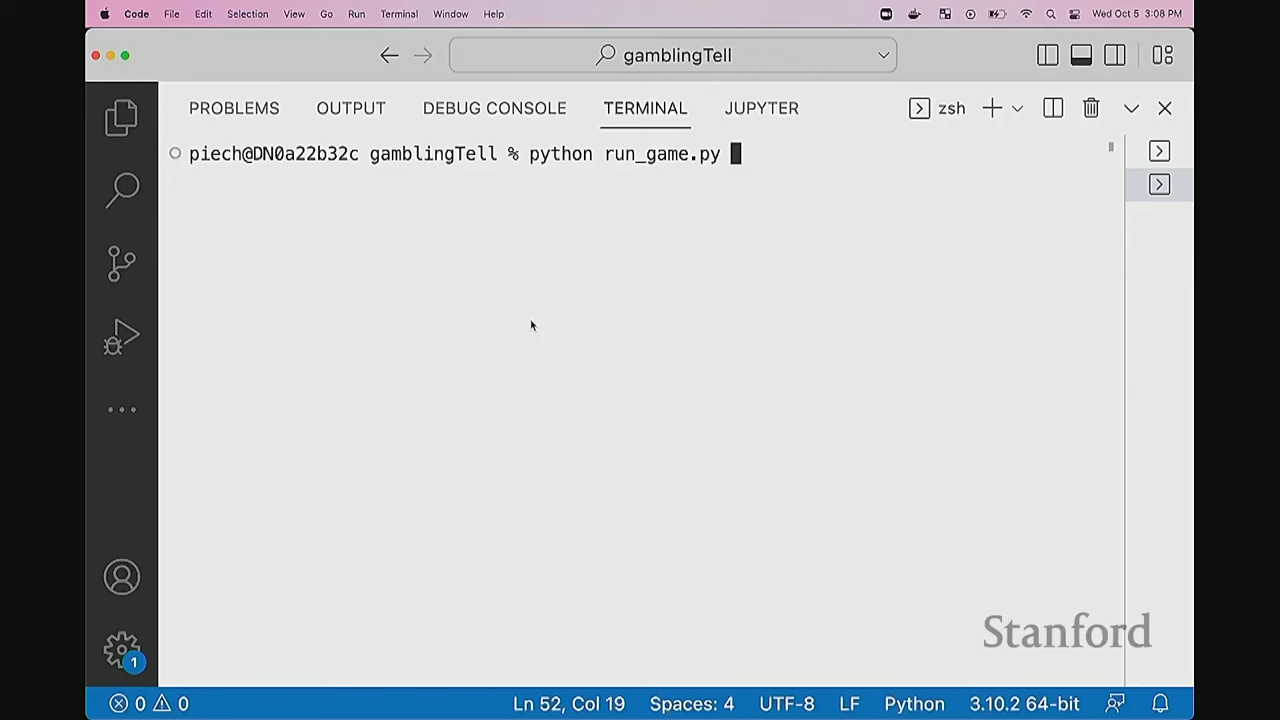 Code File Edit Selection View Go Run Terminal Window Help Wed Oct 5 3:08 PM
gamblingTell
PROBLEMS OUTPUT DEBUG CONSOLE TERMINAL JUPYTER zsh
piech@DN0a22b32c gamblingTell % python run_game.py
Stanford
1
0 0 Ln 52, Col 19 Spaces: 4 UTF-8 LF Python 3.10.2 64-bit